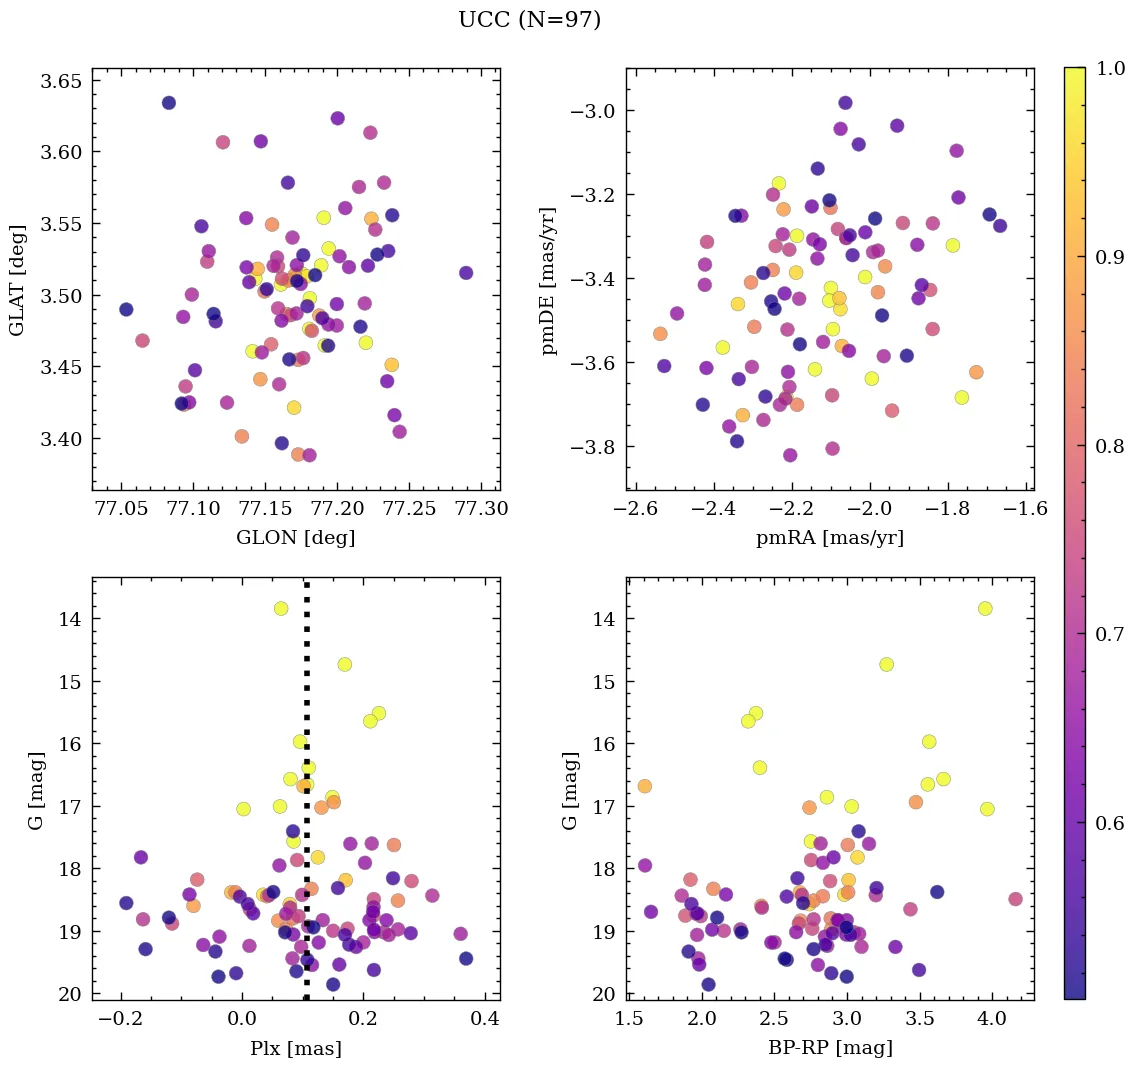 UCC (N=97)
3.65
3.60
3.55
3.50
3.45
3.40
GLAT [deg]
77.05 77.10 77.15 77.20 77.25 77.30
GLON [deg]
−3.0
−3.2
−3.4
−3.6
−3.8
pmDE [mas/yr]
−2.6 −2.4 −2.2 −2.0 −1.8 −1.6
pmRA [mas/yr]
14
15
16
17
18
19
20
G [mag]
−0.2 0.0 0.2 0.4
Plx [mas]
14
15
16
17
18
19
20
G [mag]
1.5 2.0 2.5 3.0 3.5 4.0
BP-RP [mag]
1.0
0.9
0.8
0.7
0.6